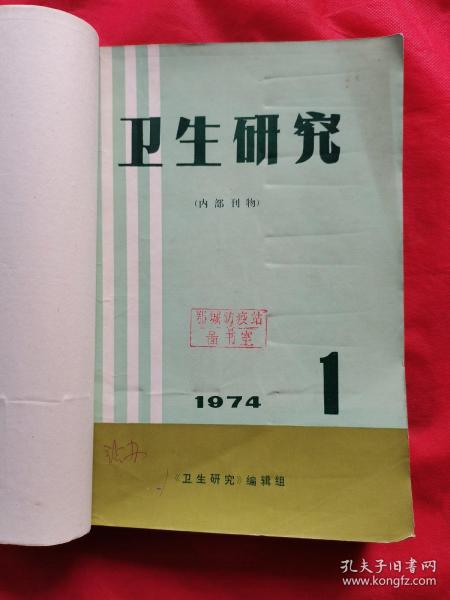 卫生研究
(内部刊物)
鄂城防疫站
图书室
1974
1
《卫生研究》编辑组
孔夫子旧书网
www.kongfz.com